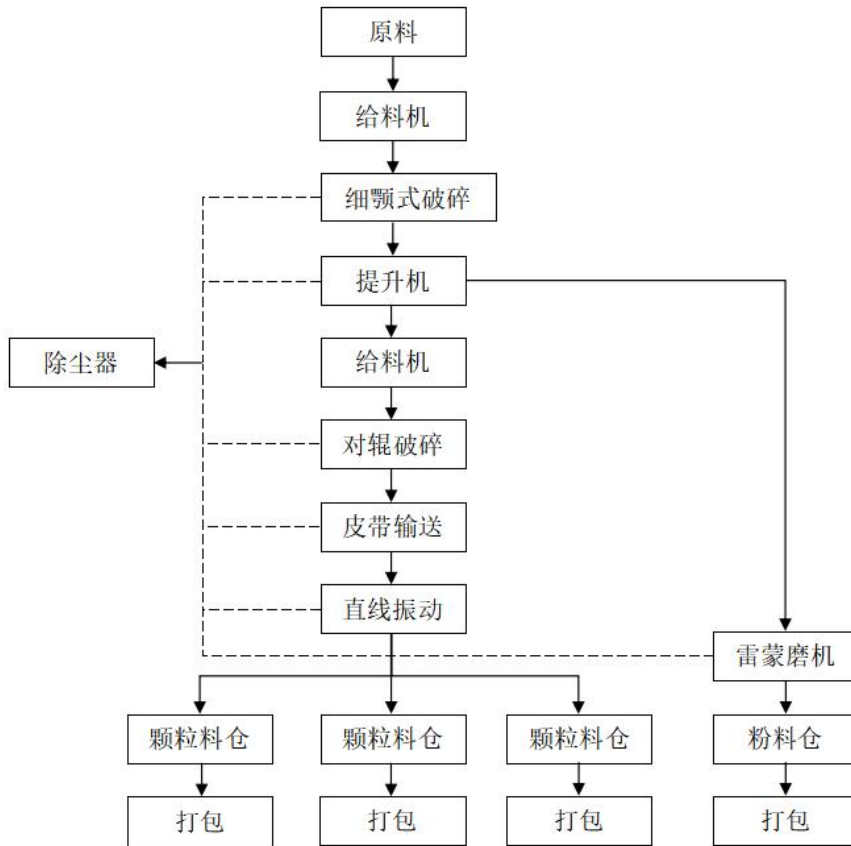 原料
给料机
细颚式破碎
提升机
除尘器
给料机
对辊破碎
皮带输送
直线振动
雷蒙磨机
颗粒料仓
颗粒料仓
颗粒料仓
粉料仓
打包
打包
打包
打包